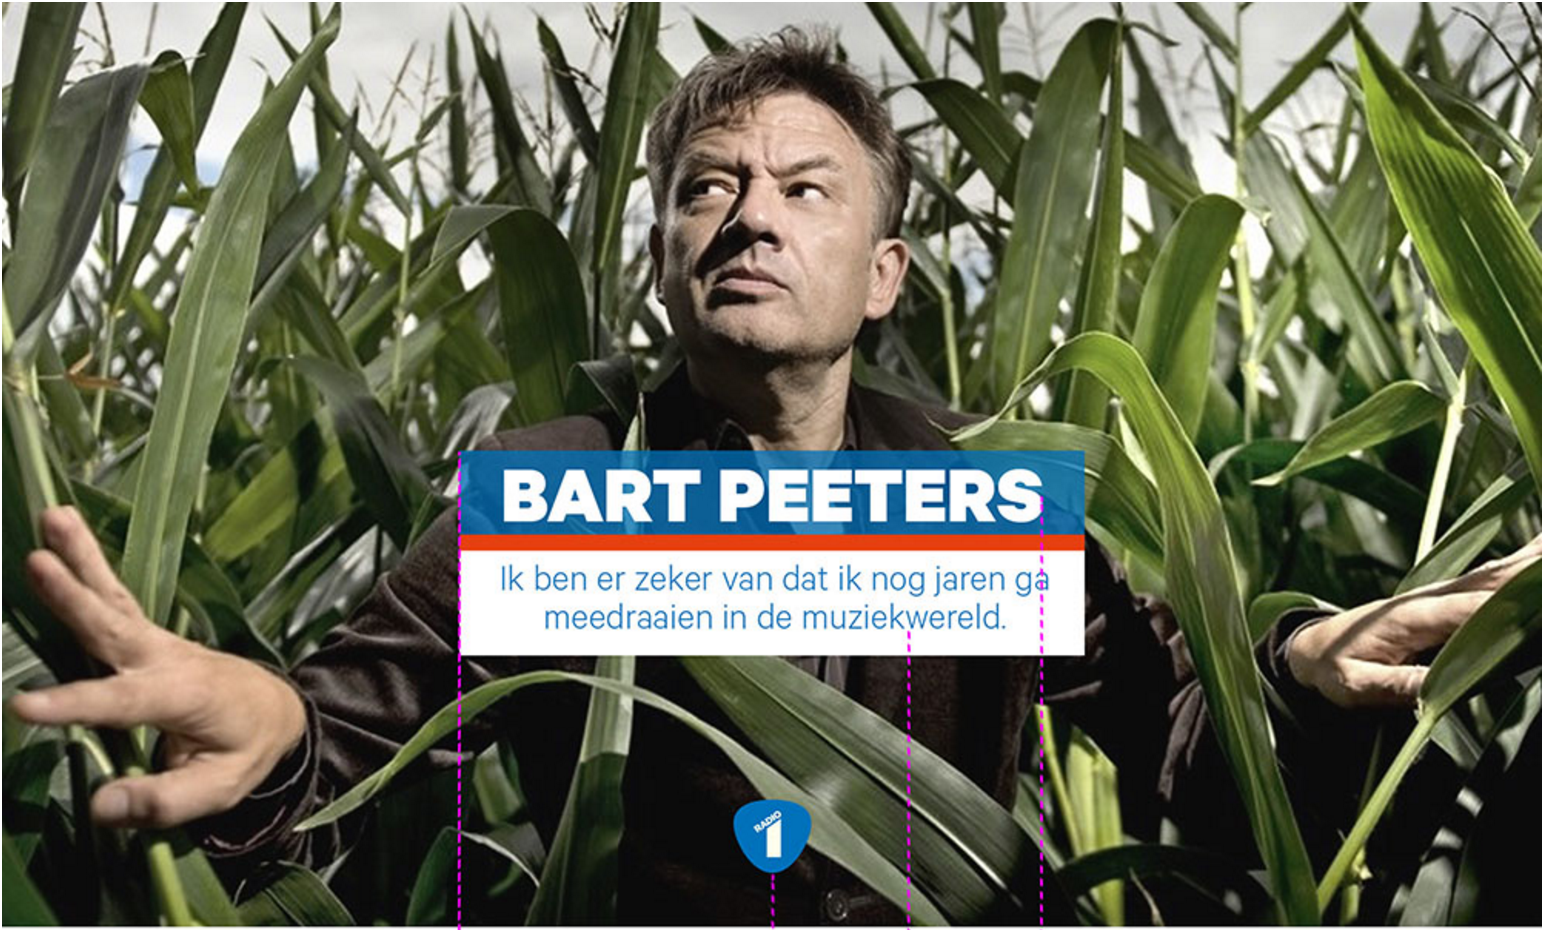 BART PEETERS
Ik ben er zeker van dat ik nog jaren ga
meedraaien in de muziekwereld.
RADIO
1